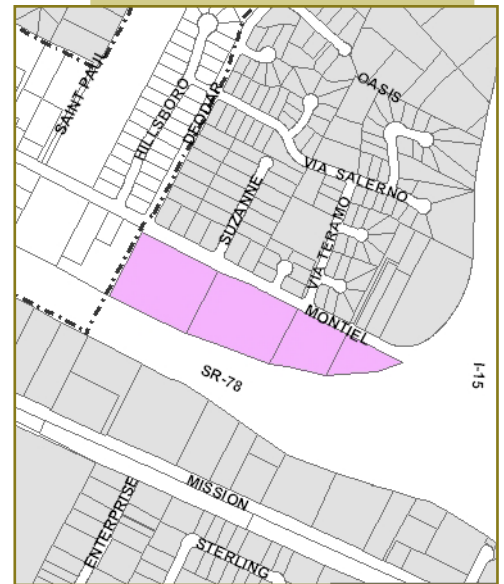 SAINT PAUL
HILLSBORO
DEODAR
OASIS
VIA SALERNO
SUZANNE
VIA TERAMO
MONTIEL
SR-78
I-15
MISSION
ENTERPRISE
STERLING